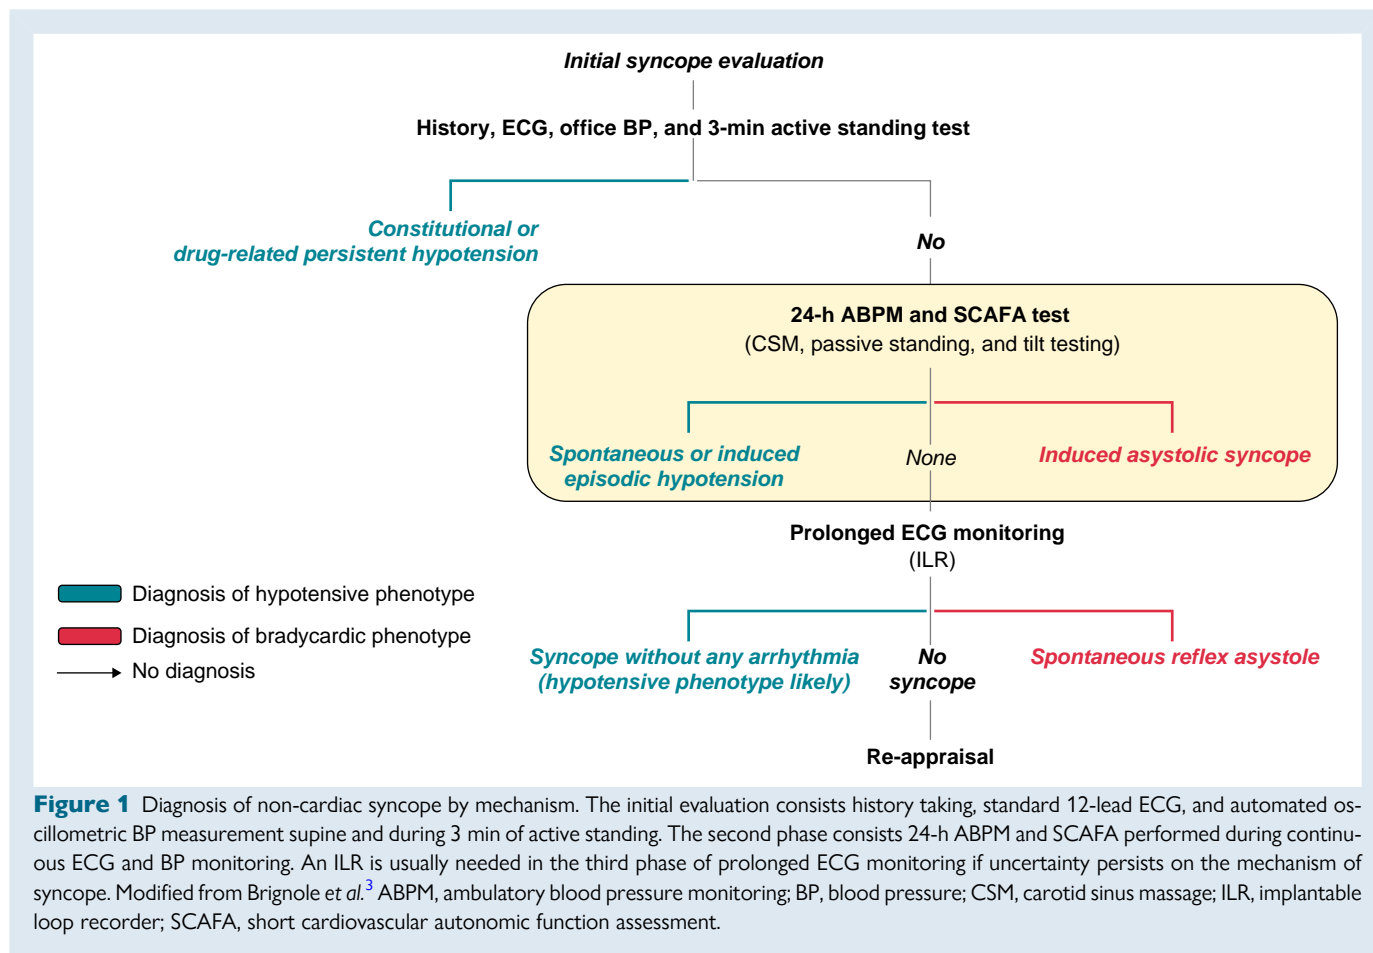 Initial syncope evaluation
History, ECG, office BP, and 3-min active standing test
Constitutional or
drug-related persistent hypotension
No
24-h ABPM and SCAFA test
(CSM, passive standing, and tilt testing)
Spontaneous or induced
episodic hypotension
None
Induced asystolic syncope
Prolonged ECG monitoring
(ILR)
Diagnosis of hypotensive phenotype
Diagnosis of bradycardic phenotype
No diagnosis
Syncope without any arrhythmia
(hypotensive phenotype likely)
No
syncope
Spontaneous reflex asystole
Re-appraisal
Figure 1 Diagnosis of non-cardiac syncope by mechanism. The initial evaluation consists history taking, standard 12-lead ECG, and automated os-
cillometric BP measurement supine and during 3 min of active standing. The second phase consists 24-h ABPM and SCAFA performed during continu-
ous ECG and BP monitoring. An ILR is usually needed in the third phase of prolonged ECG monitoring if uncertainty persists on the mechanism of
syncope. Modified from Brignole et al.3 ABPM, ambulatory blood pressure monitoring; BP, blood pressure; CSM, carotid sinus massage; ILR, implantable
loop recorder; SCAFA, short cardiovascular autonomic function assessment.